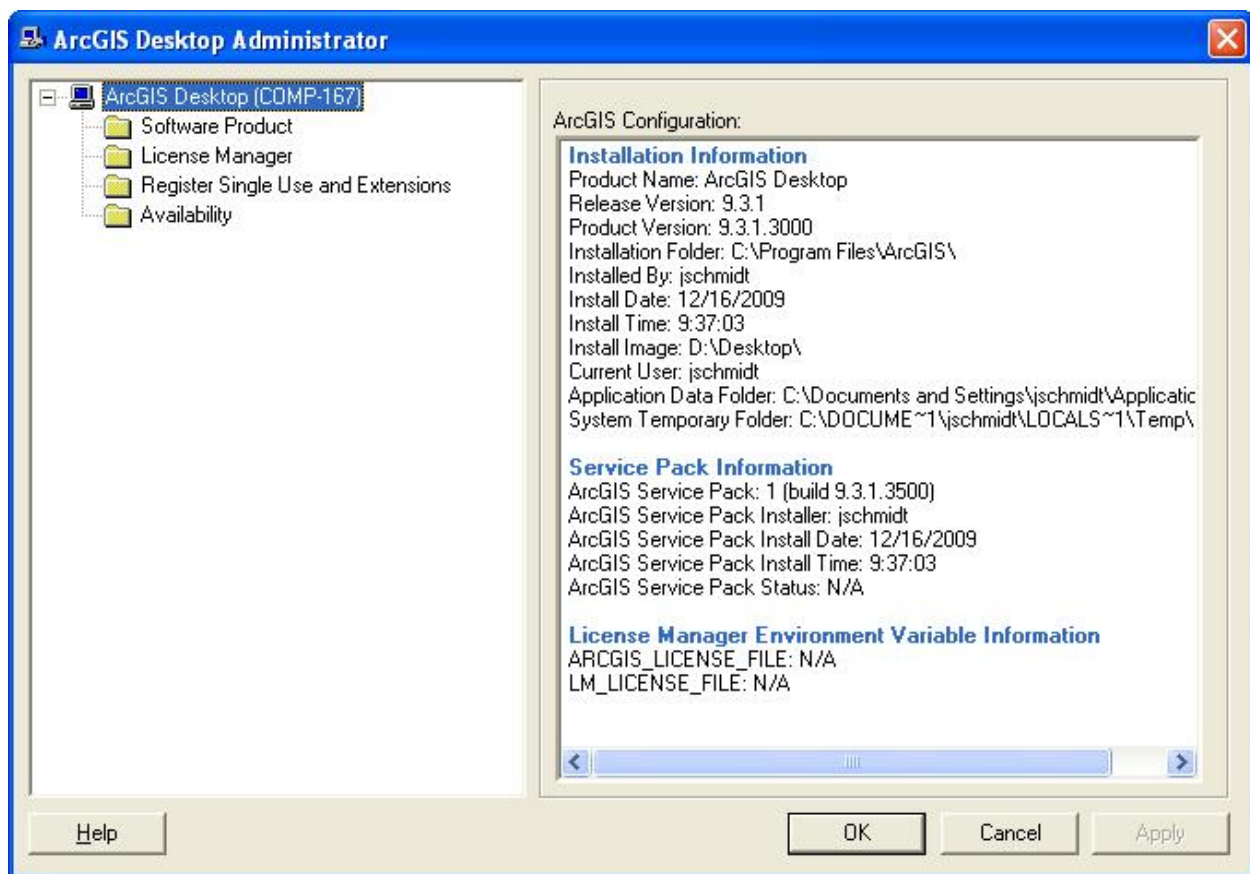 ArcGIS Desktop Administrator
ArcGIS Desktop (COMP-167)
Software Product
License Manager
Register Single Use and Extensions
Availability
ArcGIS Configuration:
Installation Information
Product Name: ArcGIS Desktop
Release Version: 9.3.1
Product Version: 9.3.1.3000
Installation Folder: C:\Program Files\ArcGIS\
Installed By: jschmidt
Install Date: 12/16/2009
Install Time: 9:37:03
Install Image: D:\Desktop\
Current User: jschmidt
Application Data Folder: C:\Documents and Settings\jschmidt\Applicatic
System Temporary Folder: C:\DOCUME~1\jschmidt\LOCALS~1\Temp\
Service Pack Information
ArcGIS Service Pack: 1 (build 9.3.1.3500)
ArcGIS Service Pack Installer: jschmidt
ArcGIS Service Pack Install Date: 12/16/2009
ArcGIS Service Pack Install Time: 9:37:03
ArcGIS Service Pack Status: N/A
License Manager Environment Variable Information
ARCGIS_LICENSE_FILE: N/A
LM_LICENSE_FILE: N/A
Help
OK
Cancel
Apply